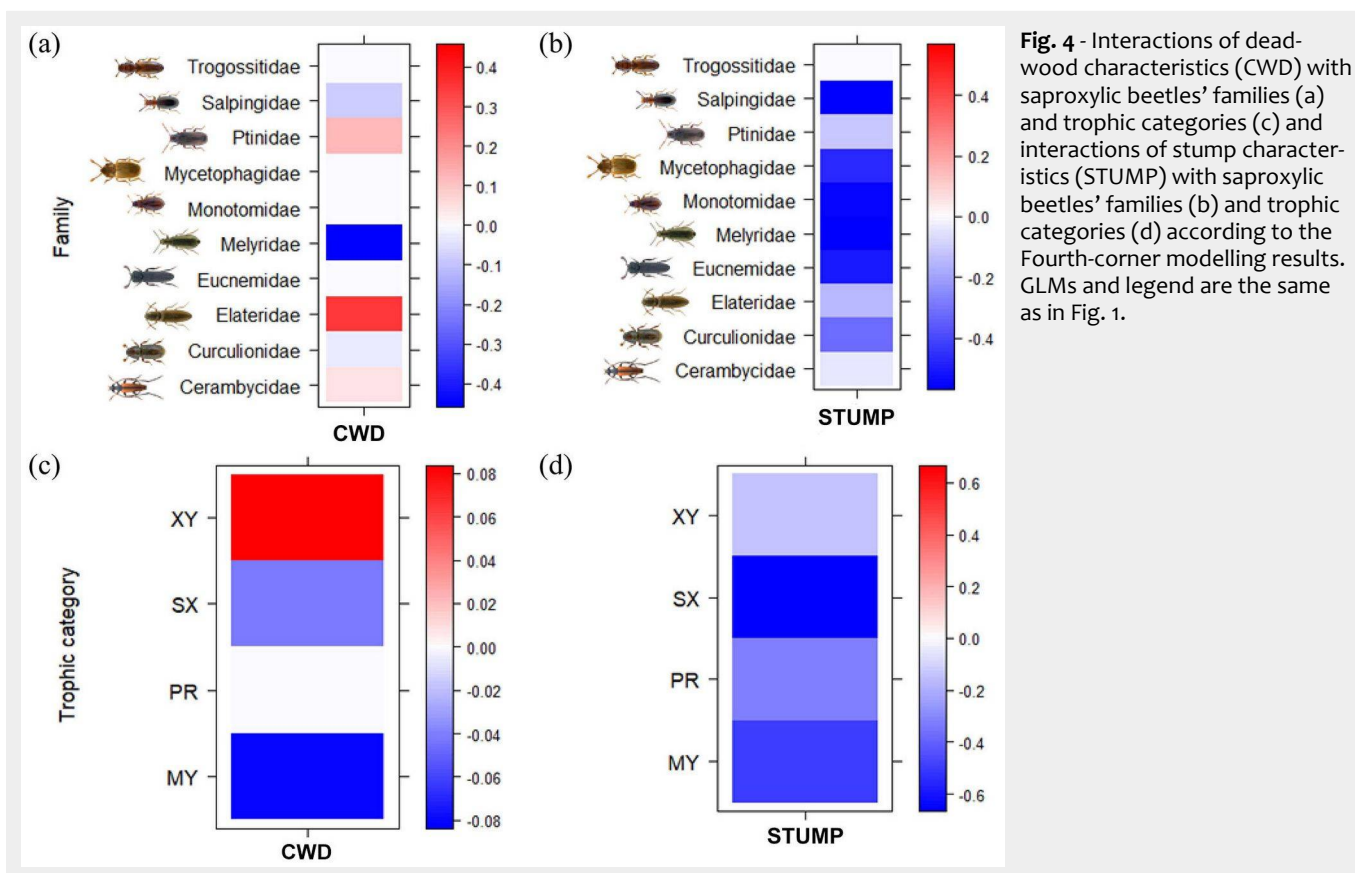 (a)
Trogossitidae
Salpingidae
Ptinidae
Mycetophagidae
Monotomidae
Melyridae
Eucnemidae
Elateridae
Curculionidae
Cerambycidae
Family
CWD
0.4
0.3
0.2
0.1
0.0
-0.1
-0.2
-0.3
-0.4
(b)
Trogossitidae
Salpingidae
Ptinidae
Mycetophagidae
Monotomidae
Melyridae
Eucnemidae
Elateridae
Curculionidae
Cerambycidae
STUMP
0.4
0.2
0.0
-0.2
-0.4
Fig. 4 - Interactions of dead-
wood characteristics (CWD) with
saproxylic beetles’ families (a)
and trophic categories (c) and
interactions of stump character-
istics (STUMP) with saproxylic
beetles’ families (b) and trophic
categories (d) according to the
Fourth-corner modelling results.
GLMs and legend are the same
as in Fig. 1.
(c)
XY
SX
PR
MY
Trophic category
CWD
0.08
0.06
0.04
0.02
0.00
-0.02
-0.04
-0.06
-0.08
(d)
XY
SX
PR
MY
STUMP
0.6
0.4
0.2
0.0
-0.2
-0.4
-0.6